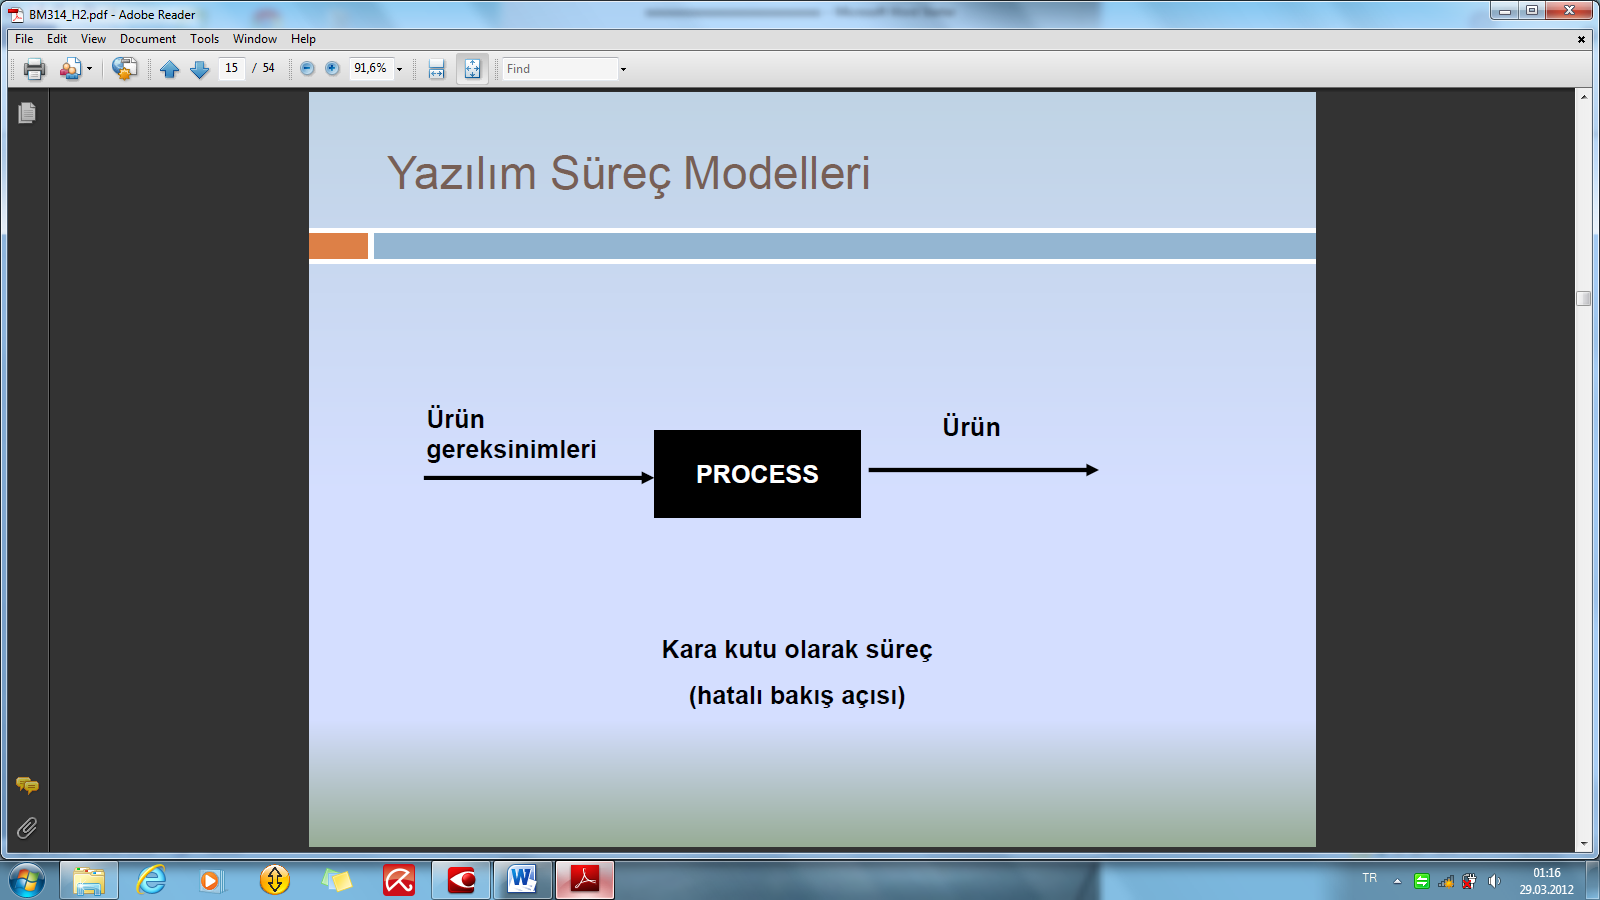 BM314_H2.pdf - Adobe Reader
File Edit View Document Tools Window Help
15 / 54 91,6% Find
Yazılım Süreç Modelleri
Ürün
gereksinimleri
PROCESS
Ürün
Kara kutu olarak süreç
(hatalı bakış açısı)
TR
01:16
29.03.2012